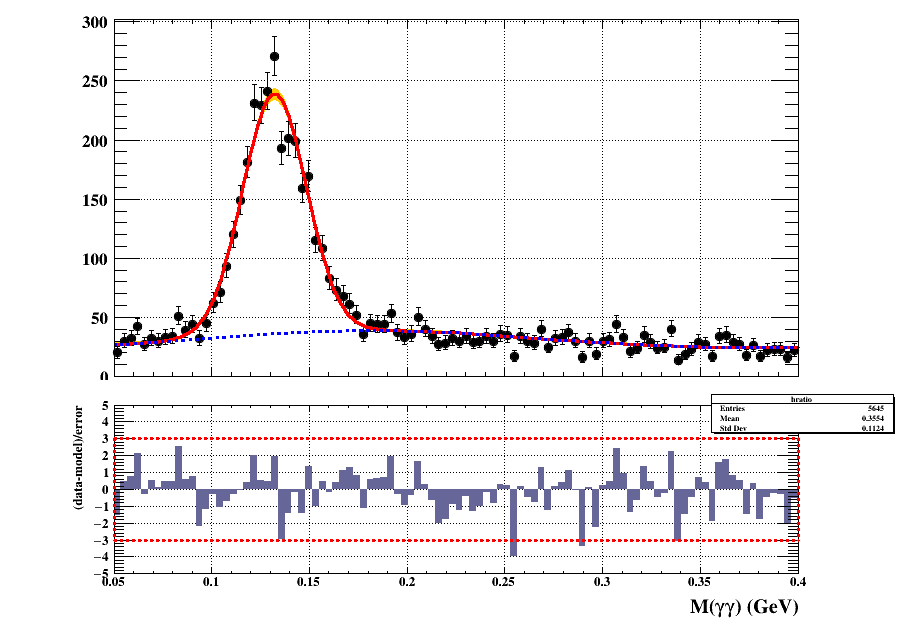 300
250
200
150
100
50
0
hratio
Entries 5645
Mean 0.3554
Std Dev 0.1124
(data-model)/error
5
4
3
2
1
0
−1
−2
−3
−4
−5
0.05 0.1 0.15 0.2 0.25 0.3 0.35 0.4
M(γγ) (GeV)